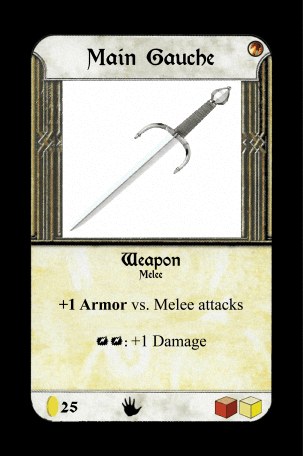 Main Gauche
Weapon
Melee
+1 Armor vs. Melee attacks
: +1 Damage
25